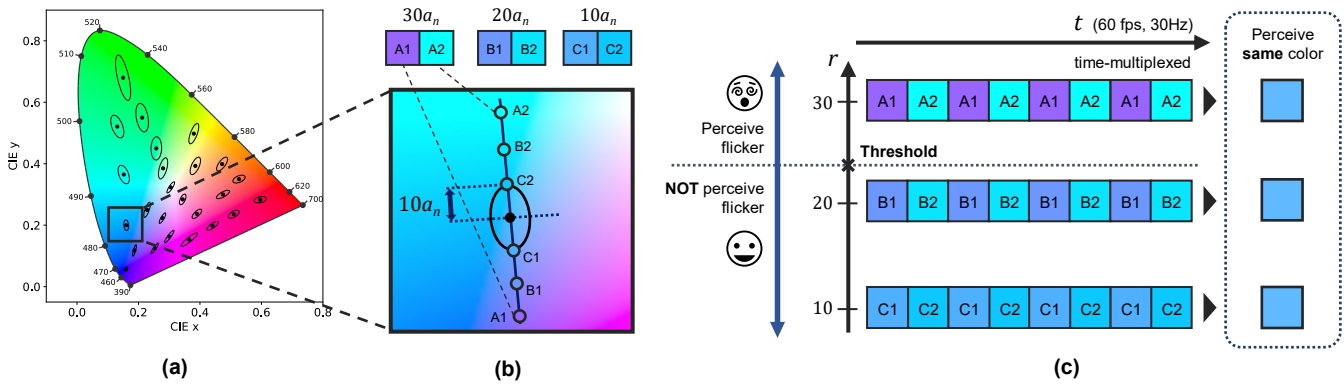 520
510
540
0.8
560
0.6
500
580
CIE y
0.4
600
620
490
700
0.2
480
470
0.0
460
390
0.0 0.2 0.4 0.6 0.8
CIE x
(a)
30aₙ 20aₙ 10aₙ
A1 A2 B1 B2 C1 C2
A2
B2
C2
10aₙ
C1
B1
A1
(b)
t (60 fps, 30Hz)
r
time-multiplexed
30
A1 A2 A1 A2 A1 A2 A1 A2
Perceive
flicker
Threshold
NOT perceive
flicker
20
B1 B2 B1 B2 B1 B2 B1 B2
10
C1 C2 C1 C2 C1 C2 C1 C2
Perceive
same color
(c)